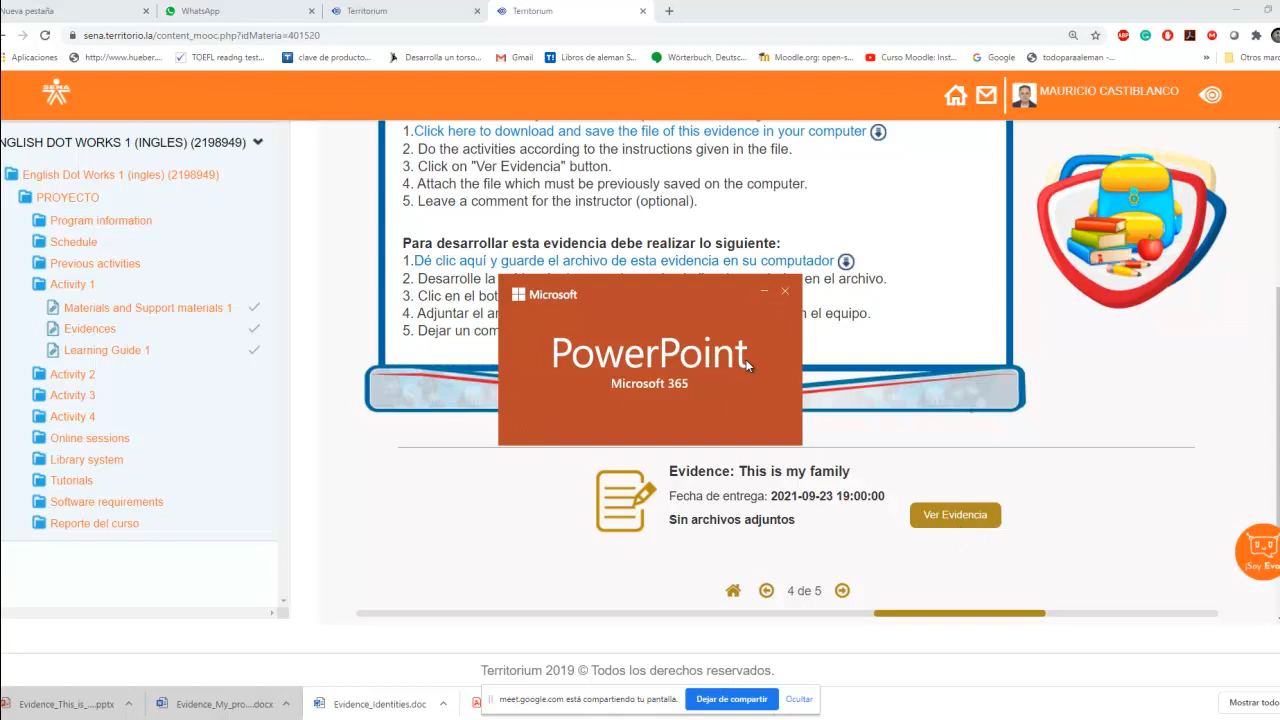 Nueva pestaña
WhatsApp
Territorium
Territorium
sena.territorio.la/content_mooc.php?idMateria=401520
Aplicaciones
http://www.hueber...
TOEFL readng test...
clave de producto...
Desarrolla un torso...
Gmail
Libros de aleman S...
Wörterbuch, Deutsc...
Moodle.org: open-s...
Curso Moodle: Inst...
Google
todoparaaleman -...
Otros marc
SENA
MAURICIO CASTIBLANCO
NGLISH DOT WORKS 1 (INGLES) (2198949)
English Dot Works 1 (ingles) (2198949)
PROYECTO
Program information
Schedule
Previous activities
Activity 1
Materials and Support materials 1
Evidences
Learning Guide 1
Activity 2
Activity 3
Activity 4
Online sessions
Library system
Tutorials
Software requirements
Reporte del curso
1.Click here to download and save the file of this evidence in your computer
2. Do the activities according to the instructions given in the file.
3. Click on "Ver Evidencia" button.
4. Attach the file which must be previously saved on the computer.
5. Leave a comment for the instructor (optional).
Para desarrollar esta evidencia debe realizar lo siguiente:
1.Dé clic aquí y guarde el archivo de esta evidencia en su computador
2. Desarrolle la en el archivo.
3. Clic en el bot
4. Adjuntar el ar n el equipo.
5. Dejar un com
Microsoft
PowerPoint
Microsoft 365
Evidence: This is my family
Fecha de entrega: 2021-09-23 19:00:00
Sin archivos adjuntos
Ver Evidencia
¡Soy Eva
4 de 5
Territorium 2019 © Todos los derechos reservados.
Evidence_This_is_....pptx
Evidence_My_pro....docx
Evidence_identities.doc
meet.google.com está compartiendo tu pantalla.
Dejar de compartir
Ocultar
Mostrar todo